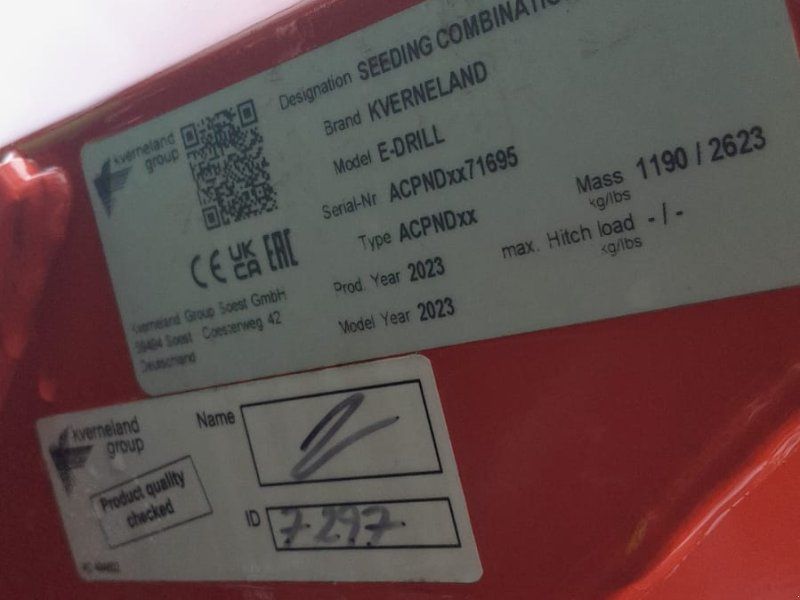 kverneland
group
Designation SEEDING COMBINATIO
Brand KVERNELAND
Model E-DRILL
Serial-Nr ACPNDxx71695
Type ACPNDxx
Mass 1190 / 2623
kg/lbs
Prod. Year 2023
max. Hitch load - / -
kg/lbs
Model Year 2023
CE UK CA EAC
Kverneland Group Soest GmbH
59494 Soest Coesterweg 42
Deutschland
kverneland
group
Name
Product quality
checked
ID 7297